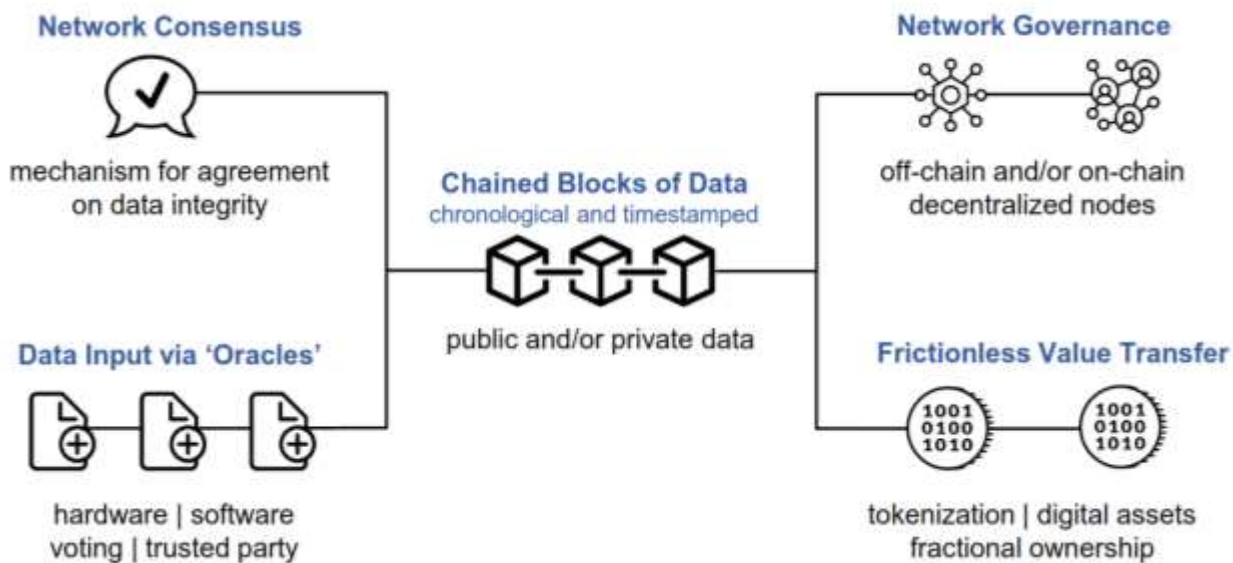 Network Consensus
mechanism for agreement
on data integrity
Data Input via ‘Oracles’
hardware | software
voting | trusted party
Chained Blocks of Data
chronological and timestamped
public and/or private data
Network Governance
off-chain and/or on-chain
decentralized nodes
Frictionless Value Transfer
1001
0100
1010
1001
0100
1010
tokenization | digital assets
fractional ownership